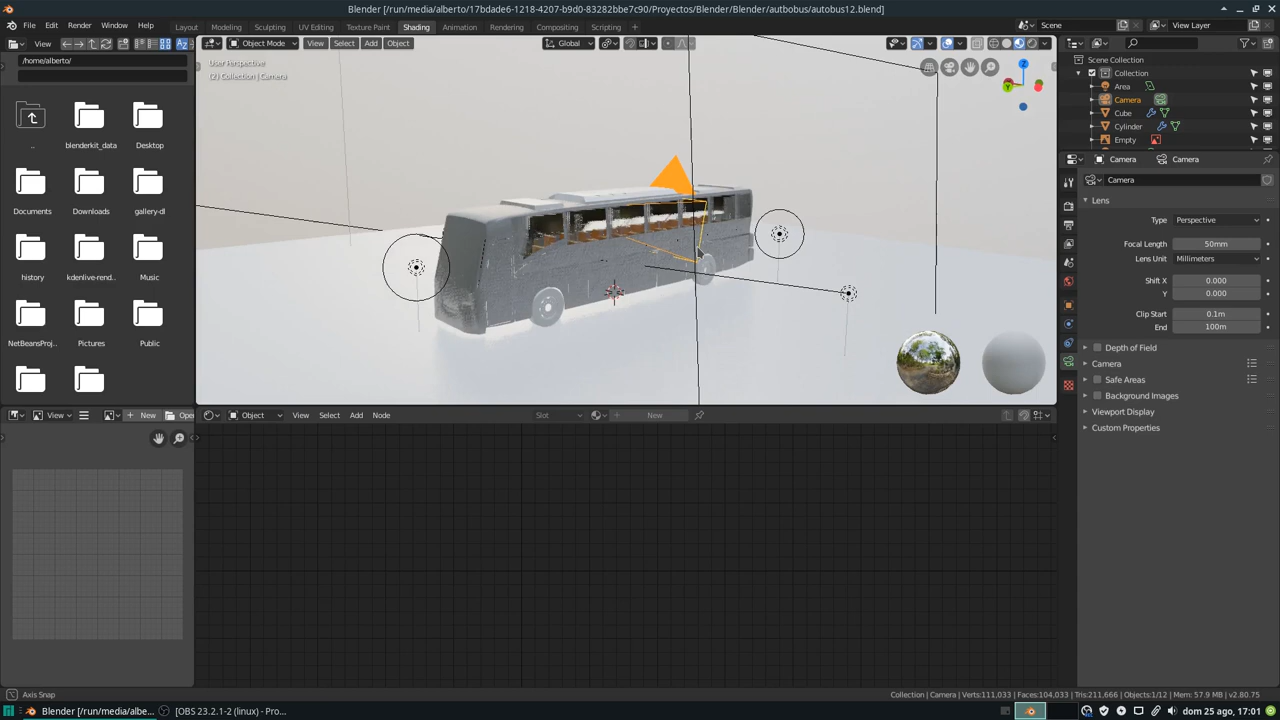 Blender [/run/media/alberto/17bdade6-1218-4207-b9d0-83282bbe7c90/Proyectos/Blender/Blender/autbobus/autobus12.blend]
File Edit Render Window Help Layout Modeling Sculpting UV Editing Texture Paint Shading Animation Rendering Compositing Scripting Scene View Layer
View Object Mode View Select Add Object Global
/home/alberto/
User Perspective
(2) Collection | Camera
Scene Collection
Collection
Area
Camera
Cube
Cylinder
Empty
..
blenderkit_data
Desktop
Documents
Downloads
gallery-dl
history
kdenlive-rend...
Music
NetBeansProj...
Pictures
Public
Z
Y
Camera Camera
Camera
Lens
Type Perspective
Focal Length 50mm
Lens Unit Millimeters
Shift X 0.000
Y 0.000
Clip Start 0.1m
End 100m
Depth of Field
Camera
Safe Areas
Background Images
Viewport Display
Custom Properties
View New Ope
Object View Select Add Node Slot New
Axis Snap
Collection | Camera | Verts:111,033 | Faces:104,033 | Tris:211,666 | Objects:1/12 | Mem: 57.9 MB | v2.80.75
Blender [/run/media/albe... [OBS 23.2.1-2 (linux) - Pro... dom 25 ago, 17:01